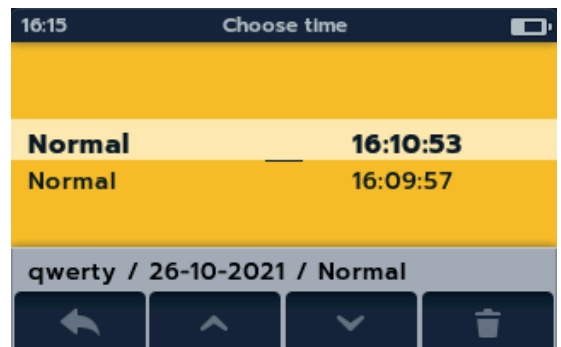 16:15 Choose time
Normal 16:10:53
Normal 16:09:57
qwerty / 26-10-2021 / Normal